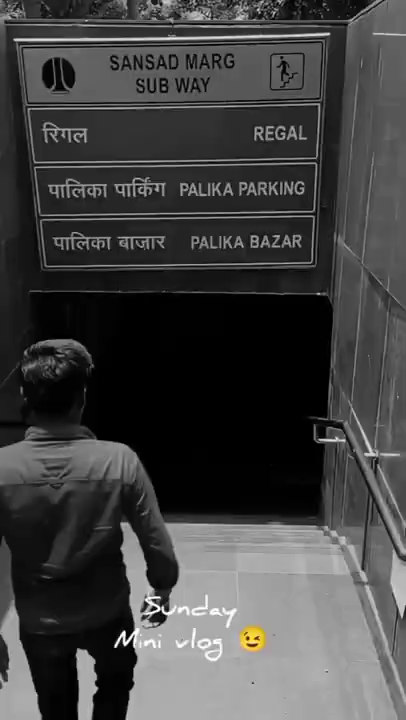 SANSAD MARG
SUB WAY
रिगल REGAL
पालिका पार्किंग PALIKA PARKING
पालिका बाज़ार PALIKA BAZAR
Sunday
Mini vlog 😉